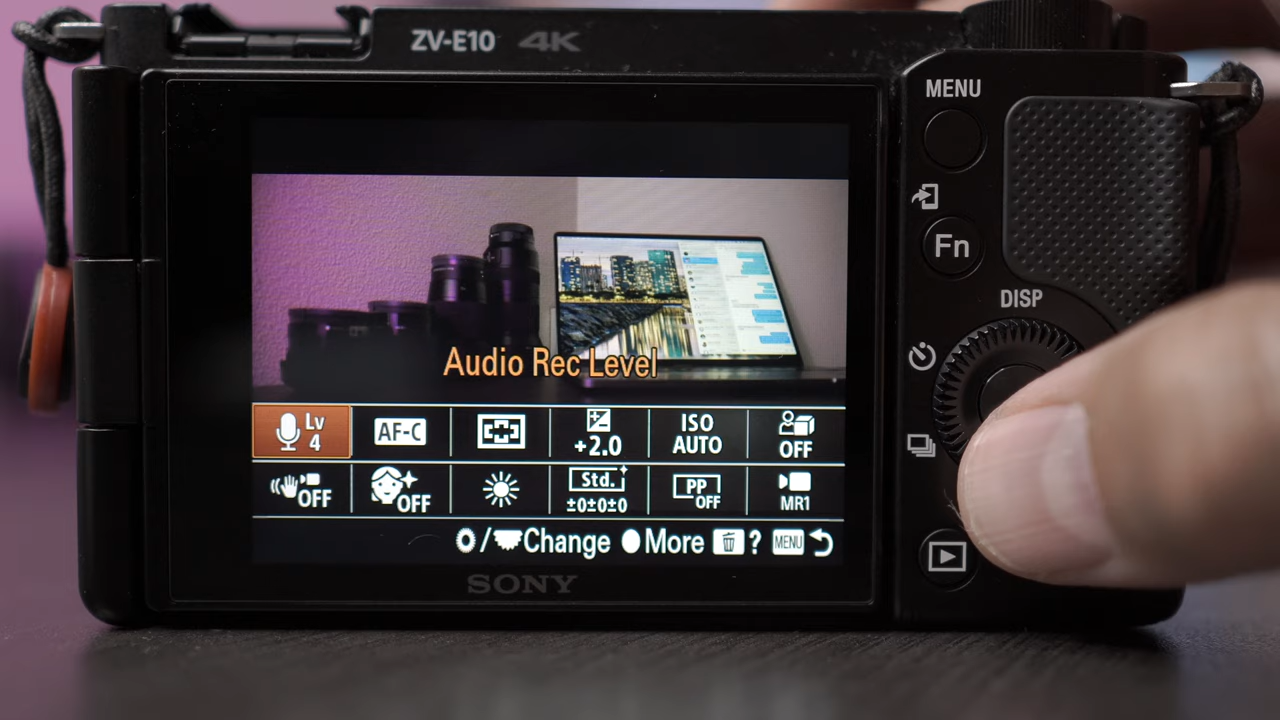 ZV-E10 4K
MENU
Fn
DISP
Audio Rec Level
Lv 4
AF-C
+2.0
ISO AUTO
OFF
OFF
OFF
Std.
±0±0±0
PP OFF
MR1
/ Change More ? MENU
SONY